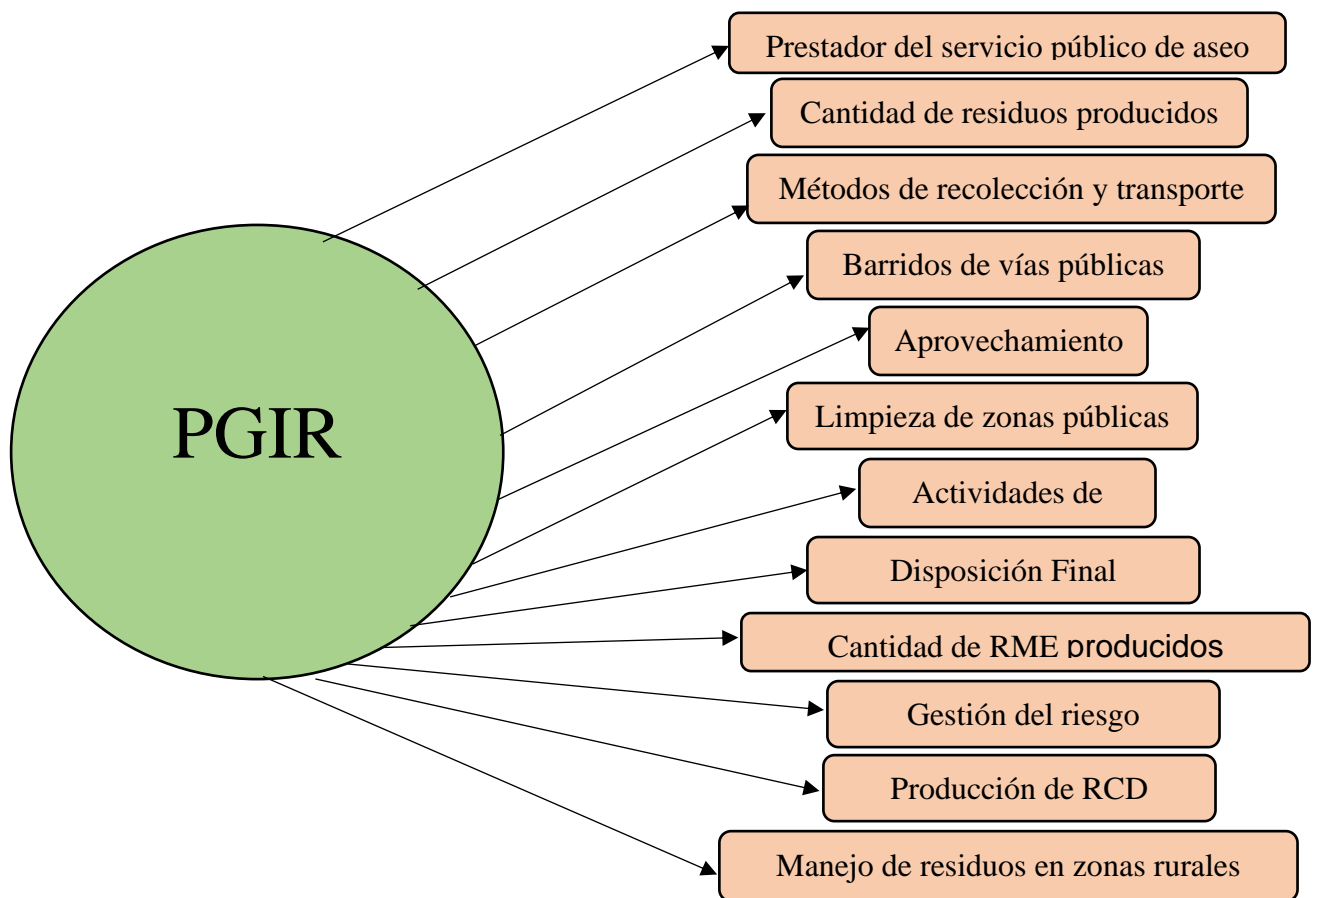 Prestador del servicio público de aseo
Cantidad de residuos producidos
Métodos de recolección y transporte
Barridos de vías públicas
Aprovechamiento
PGIR
Limpieza de zonas públicas
Actividades de
Disposición Final
Cantidad de RME producidos
Gestión del riesgo
Producción de RCD
Manejo de residuos en zonas rurales